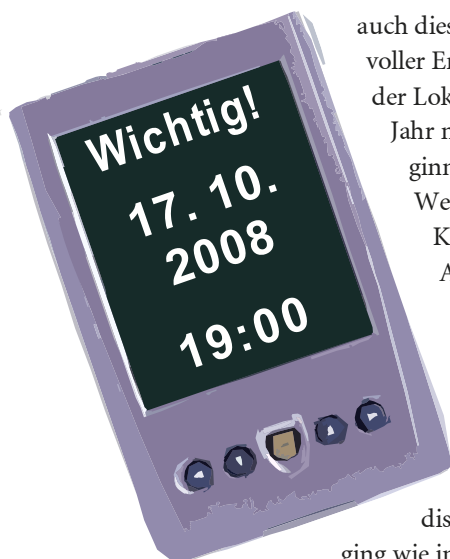 Wichtig!
17. 10.
2008
19:00
auch dies
voller Er
der Lok
Jahr
ginn
We
K
A
dis
ging wie in